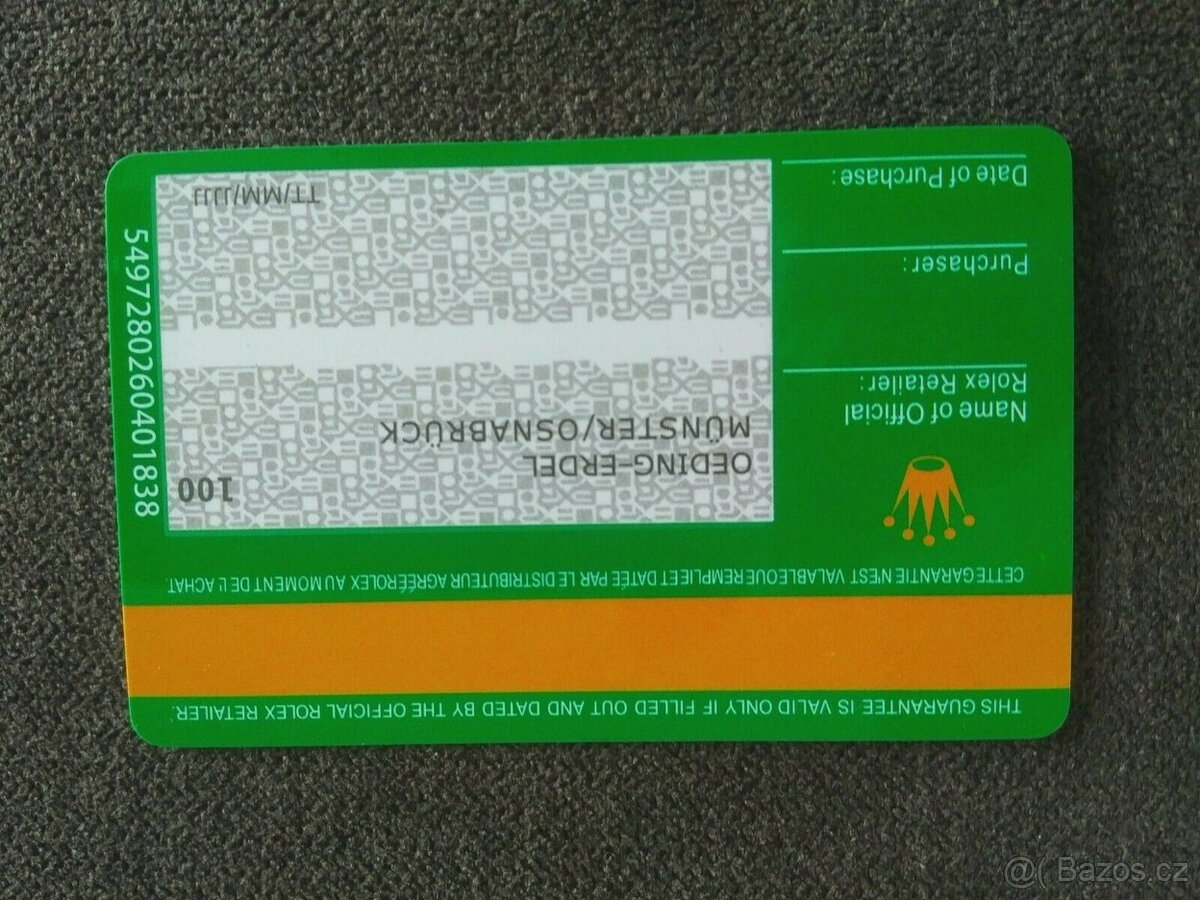 THIS GUARANTEE IS VALID ONLY IF FILLED OUT AND DATED BY THE OFFICIAL ROLEX RETAILER.
CETTE GARANTIE N'EST VALABLE QUE REMPLIE ET DATÉE PAR LE DISTRIBUTEUR AGRÉÉ ROLEX AU MOMENT DE L'ACHAT.
Name of Official
Rolex Retailer:
100
OEDING-ERDEL
MÜNSTER/OSNABRÜCK
Purchaser:
Date of Purchase:
TT/MM/JJJJ
5497280260401838
@( Bazos.cz